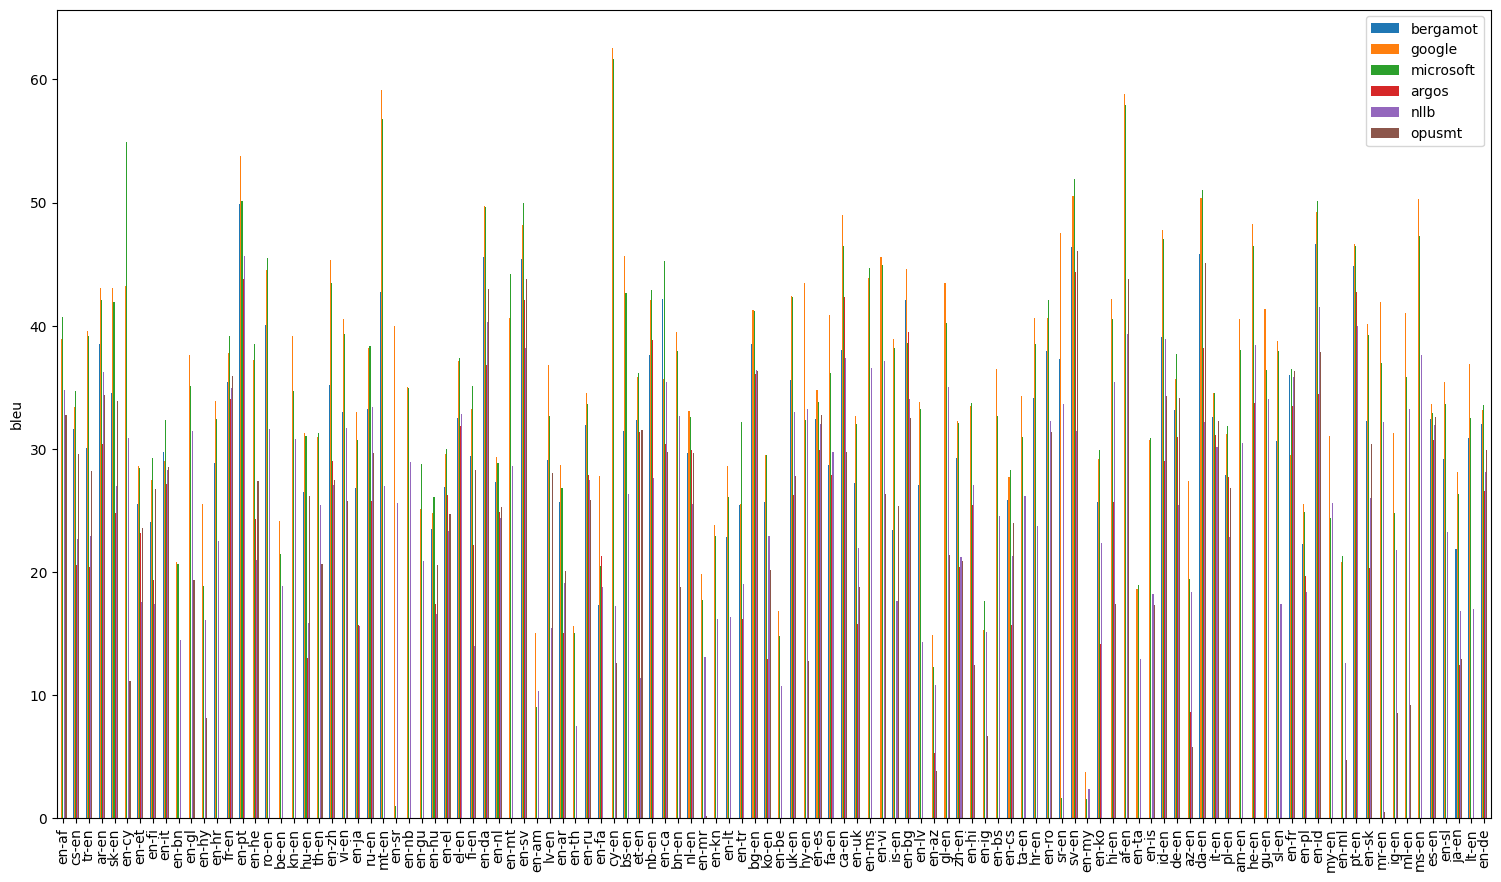 bergamot
google
microsoft
argos
nllb
opusmt
bleu
60
50
40
30
20
10
0
en-af
cs-en
tr-en
ar-en
sk-en
en-cy
en-et
en-fi
en-it
en-bn
en-gl
en-hy
en-hr
fr-en
en-pt
en-he
ro-en
be-en
kn-en
hu-en
th-en
en-zh
vi-en
en-ja
ru-en
mt-en
en-sr
en-nb
en-gu
en-hu
en-el
el-en
fi-en
en-da
en-nl
en-mt
en-sv
en-am
lv-en
en-ar
en-th
en-ru
en-fa
cy-en
bs-en
et-en
nb-en
en-ca
bn-en
nl-en
en-mr
en-kn
en-lt
en-tr
bg-en
ko-en
en-be
uk-en
hy-en
en-es
fa-en
ca-en
en-uk
en-ms
en-vi
is-en
en-bg
en-lv
en-az
gl-en
zh-en
en-hi
en-ig
en-bs
en-cs
ta-en
hr-en
en-ro
sr-en
sv-en
en-my
en-ko
hi-en
af-en
en-ta
en-is
id-en
de-en
az-en
da-en
it-en
pl-en
am-en
he-en
gu-en
sl-en
en-fr
en-pl
en-id
my-en
en-ml
pt-en
en-sk
mr-en
ig-en
ml-en
ms-en
es-en
en-sl
ja-en
lt-en
en-de